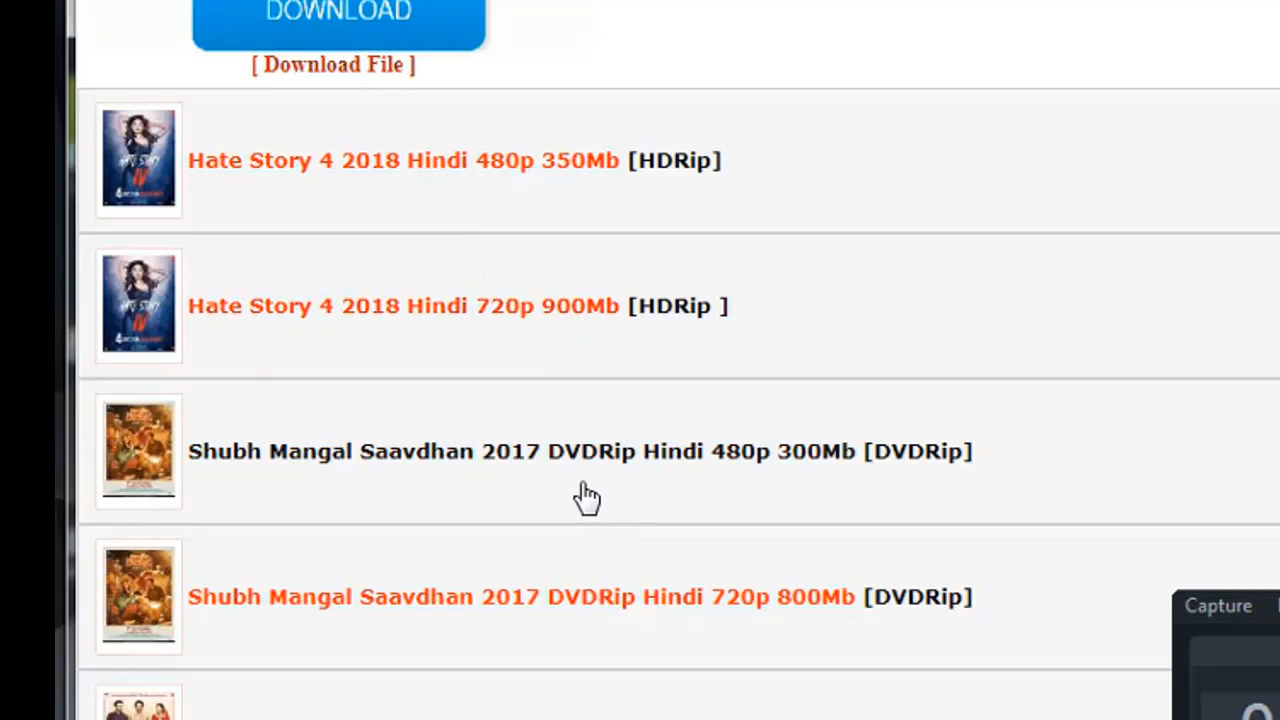 DOWNLOAD
[ Download File ]
Hate Story 4 2018 Hindi 480p 350Mb [HDRip]
Hate Story 4 2018 Hindi 720p 900Mb [HDRip ]
Shubh Mangal Saavdhan 2017 DVDRip Hindi 480p 300Mb [DVDRip]
Shubh Mangal Saavdhan 2017 DVDRip Hindi 720p 800Mb [DVDRip]
Capture